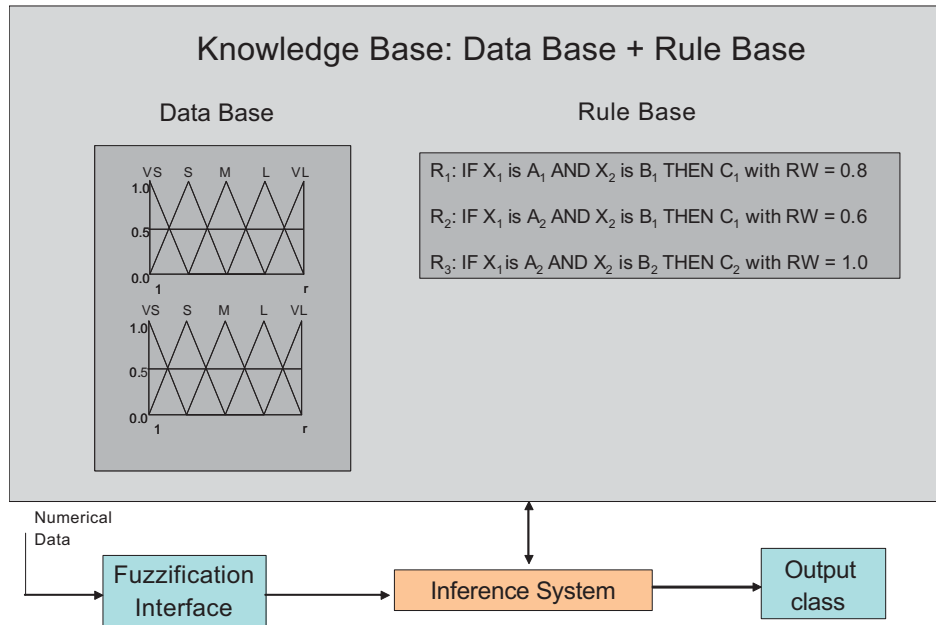 Knowledge Base: Data Base + Rule Base
Data Base
Rule Base
VS S M L VL
1.0
0.5
0.0
1 r
VS S M L VL
1.0
0.5
0.0
1 r
R₁: IF X₁ is A₁ AND X₂ is B₁ THEN C₁ with RW = 0.8
R₂: IF X₁ is A₂ AND X₂ is B₁ THEN C₁ with RW = 0.6
R₃: IF X₁ is A₂ AND X₂ is B₂ THEN C₂ with RW = 1.0
Numerical
Data
Fuzzification
Interface
Inference System
Output
class